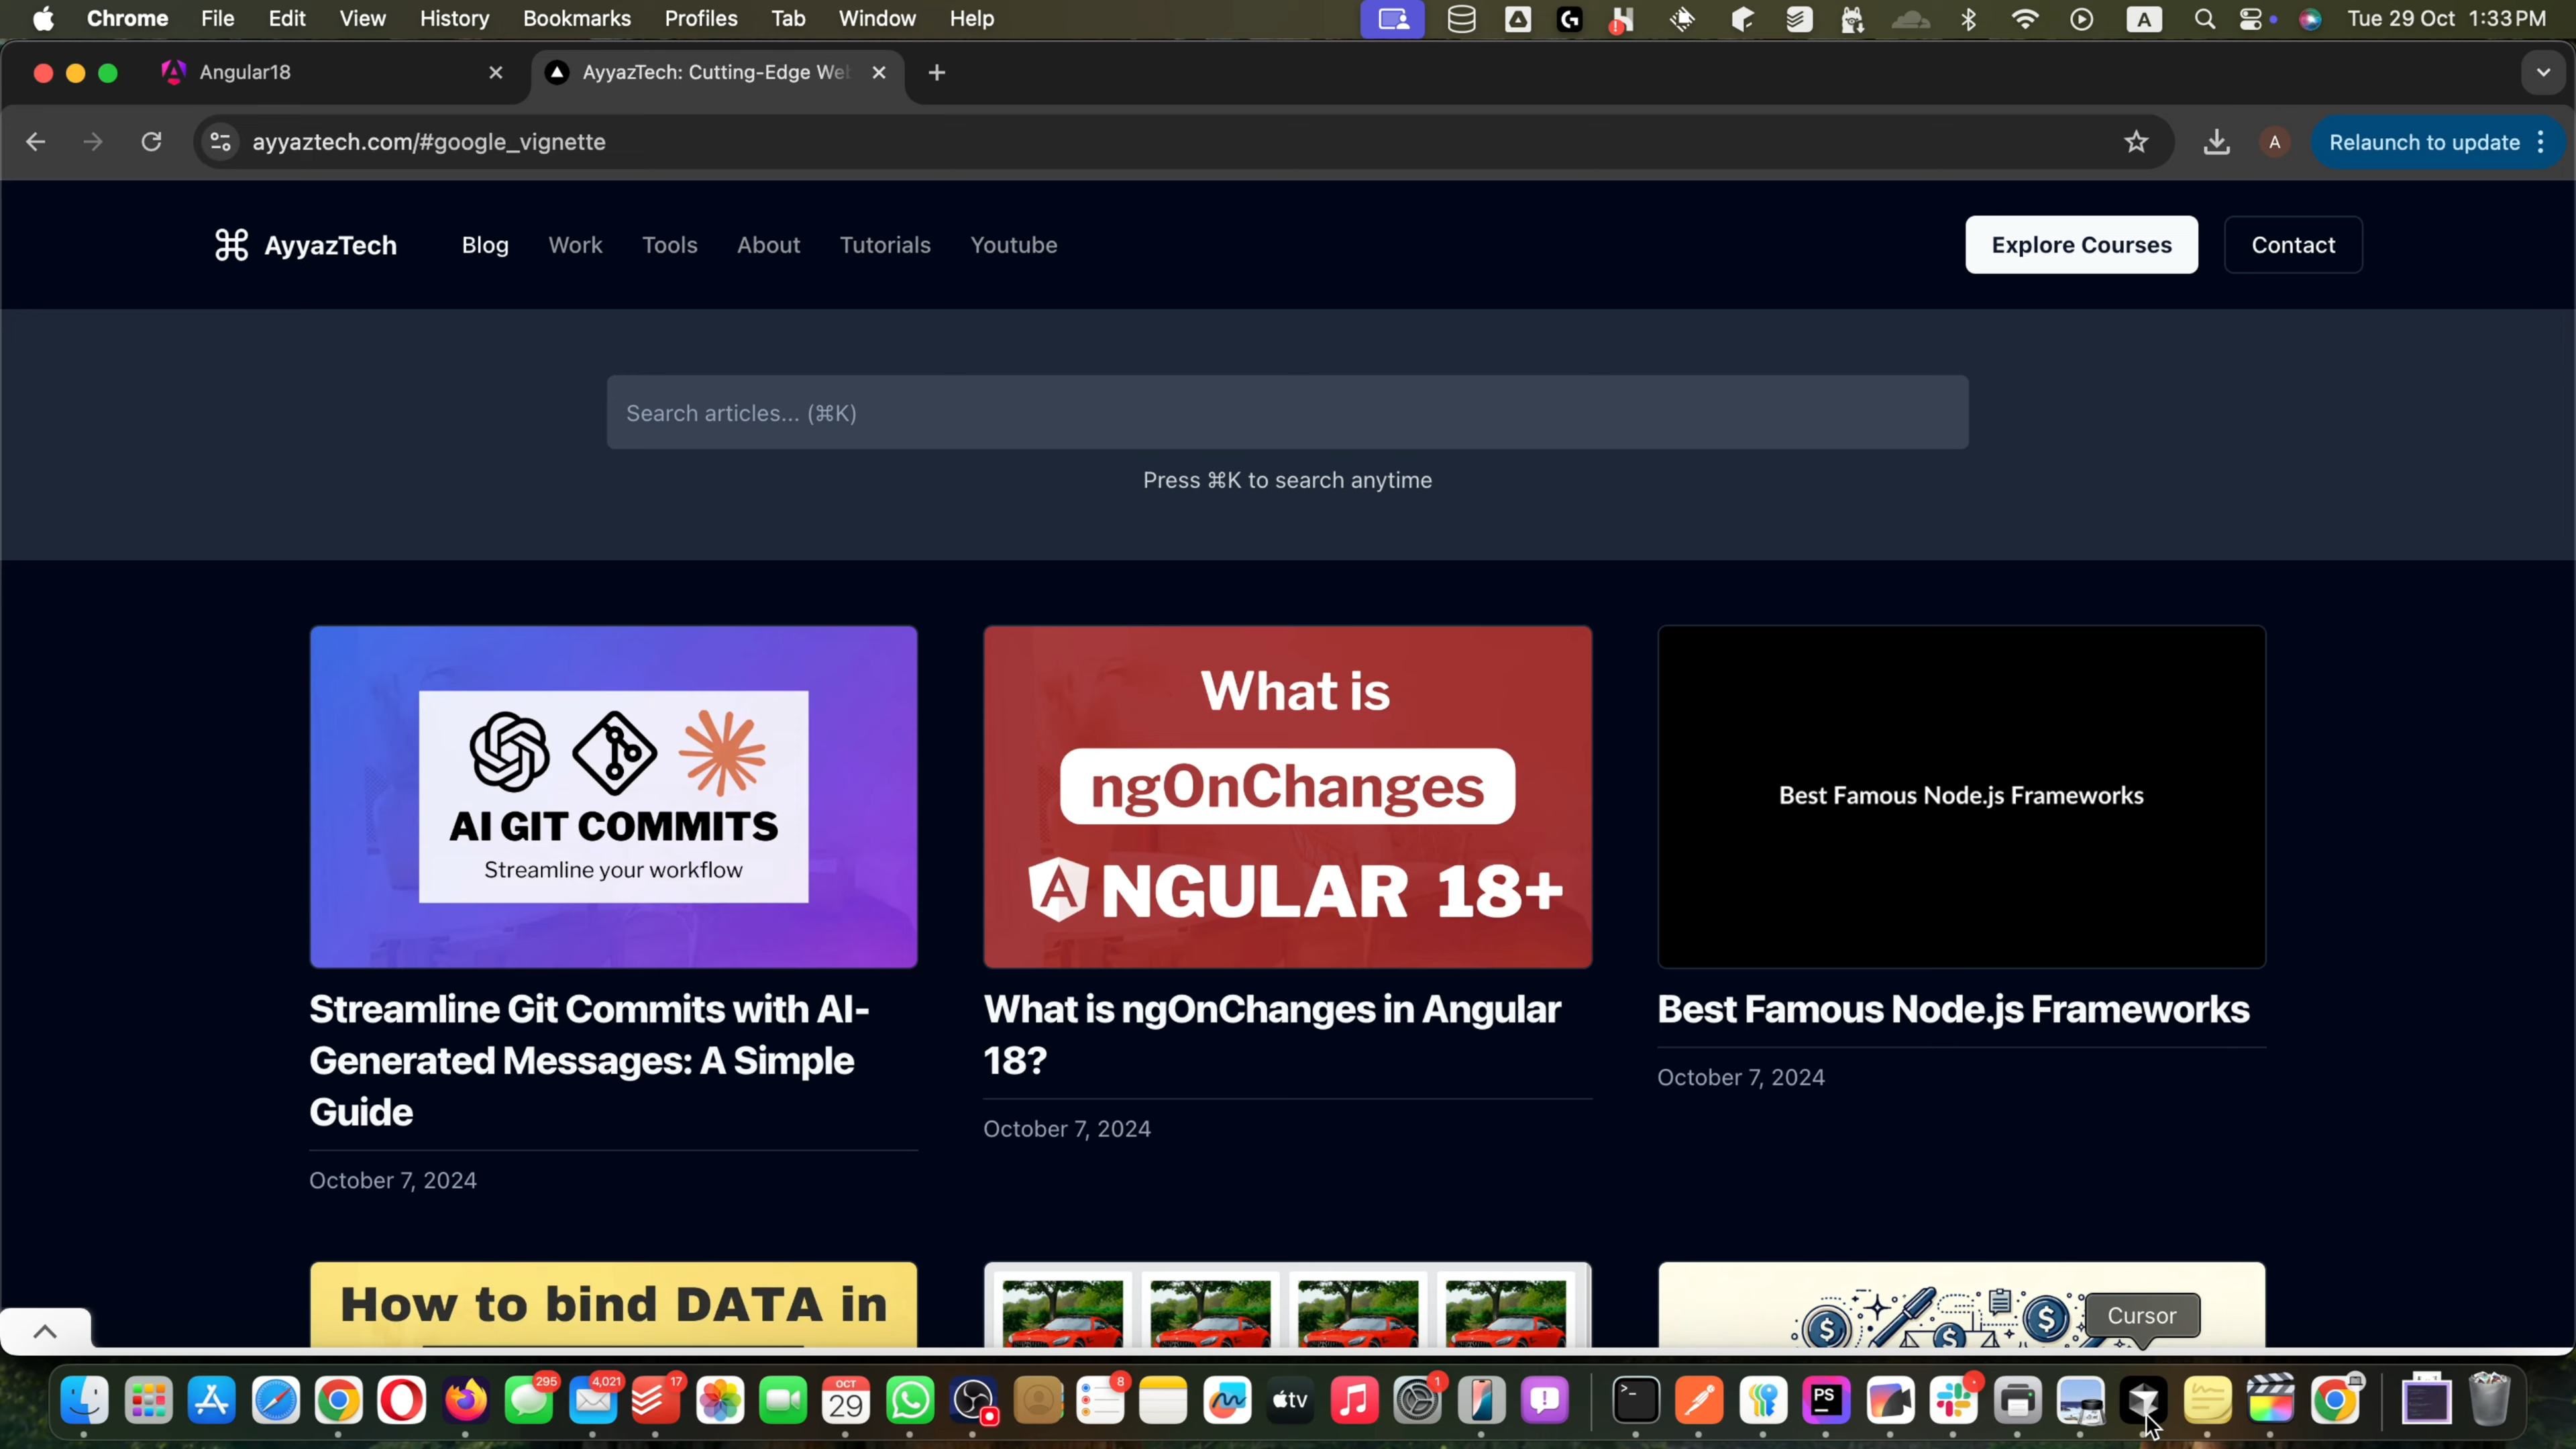 Chrome File Edit View History Bookmarks Profiles Tab Window Help A Tue 29 Oct 1:33 PM
Angular18 AyyazTech: Cutting-Edge Wel
ayyaztech.com/#google_vignette A Relaunch to update
AyyazTech Blog Work Tools About Tutorials Youtube Explore Courses Contact
Search articles... (⌘K)
Press ⌘K to search anytime
AI GIT COMMITS
Streamline your workflow
What is
ngOnChanges
ANGULAR 18+
Best Famous Node.js Frameworks
Streamline Git Commits with AI-
Generated Messages: A Simple
Guide
October 7, 2024
What is ngOnChanges in Angular
18?
October 7, 2024
Best Famous Node.js Frameworks
October 7, 2024
How to bind DATA in
Cursor
295 4,021 17 OCT 29 8 tv 1 PS